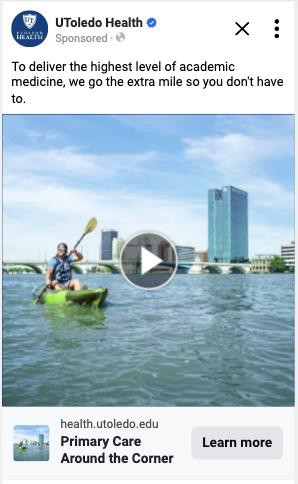 UT
UTOLEDO
HEALTH
UToledo Health
Sponsored ·
To deliver the highest level of academic
medicine, we go the extra mile so you don't have
to.
health.utoledo.edu
Primary Care
Around the Corner
Learn more